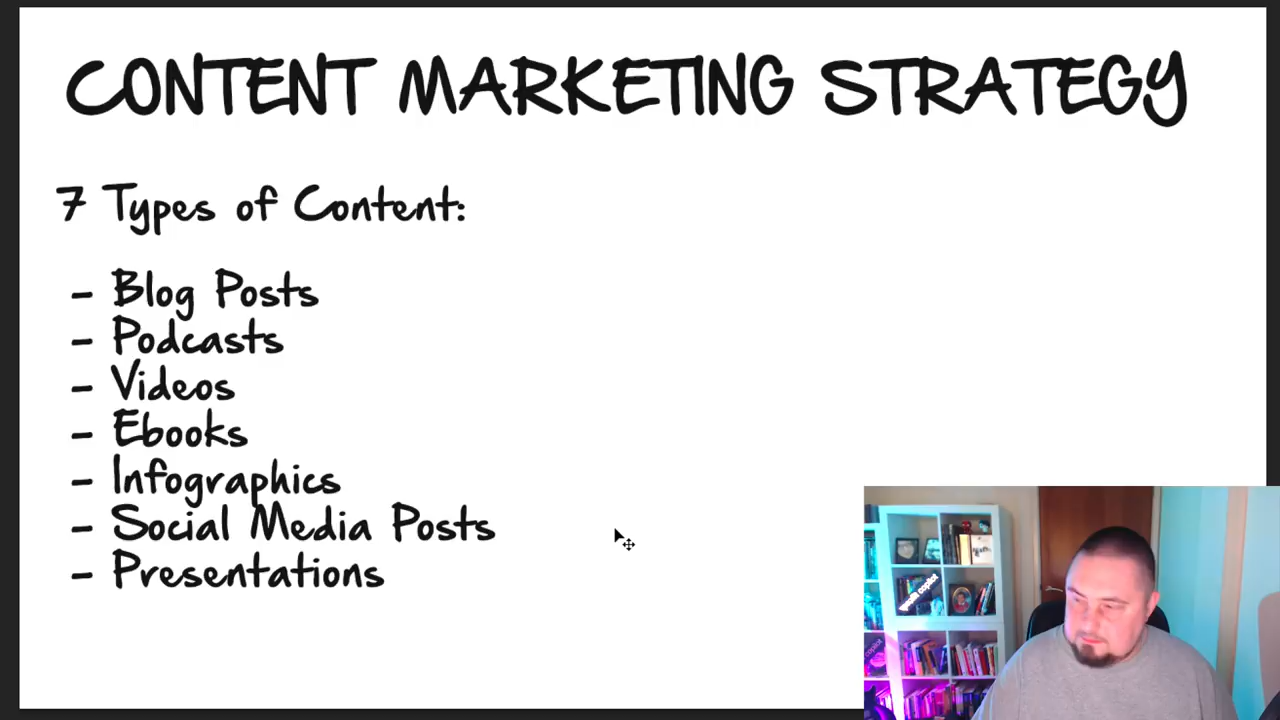 CONTENT MARKETING STRATEGY
7 Types of Content:
- Blog Posts
- Podcasts
- Videos
- Ebooks
- Infographics
- Social Media Posts
- Presentations